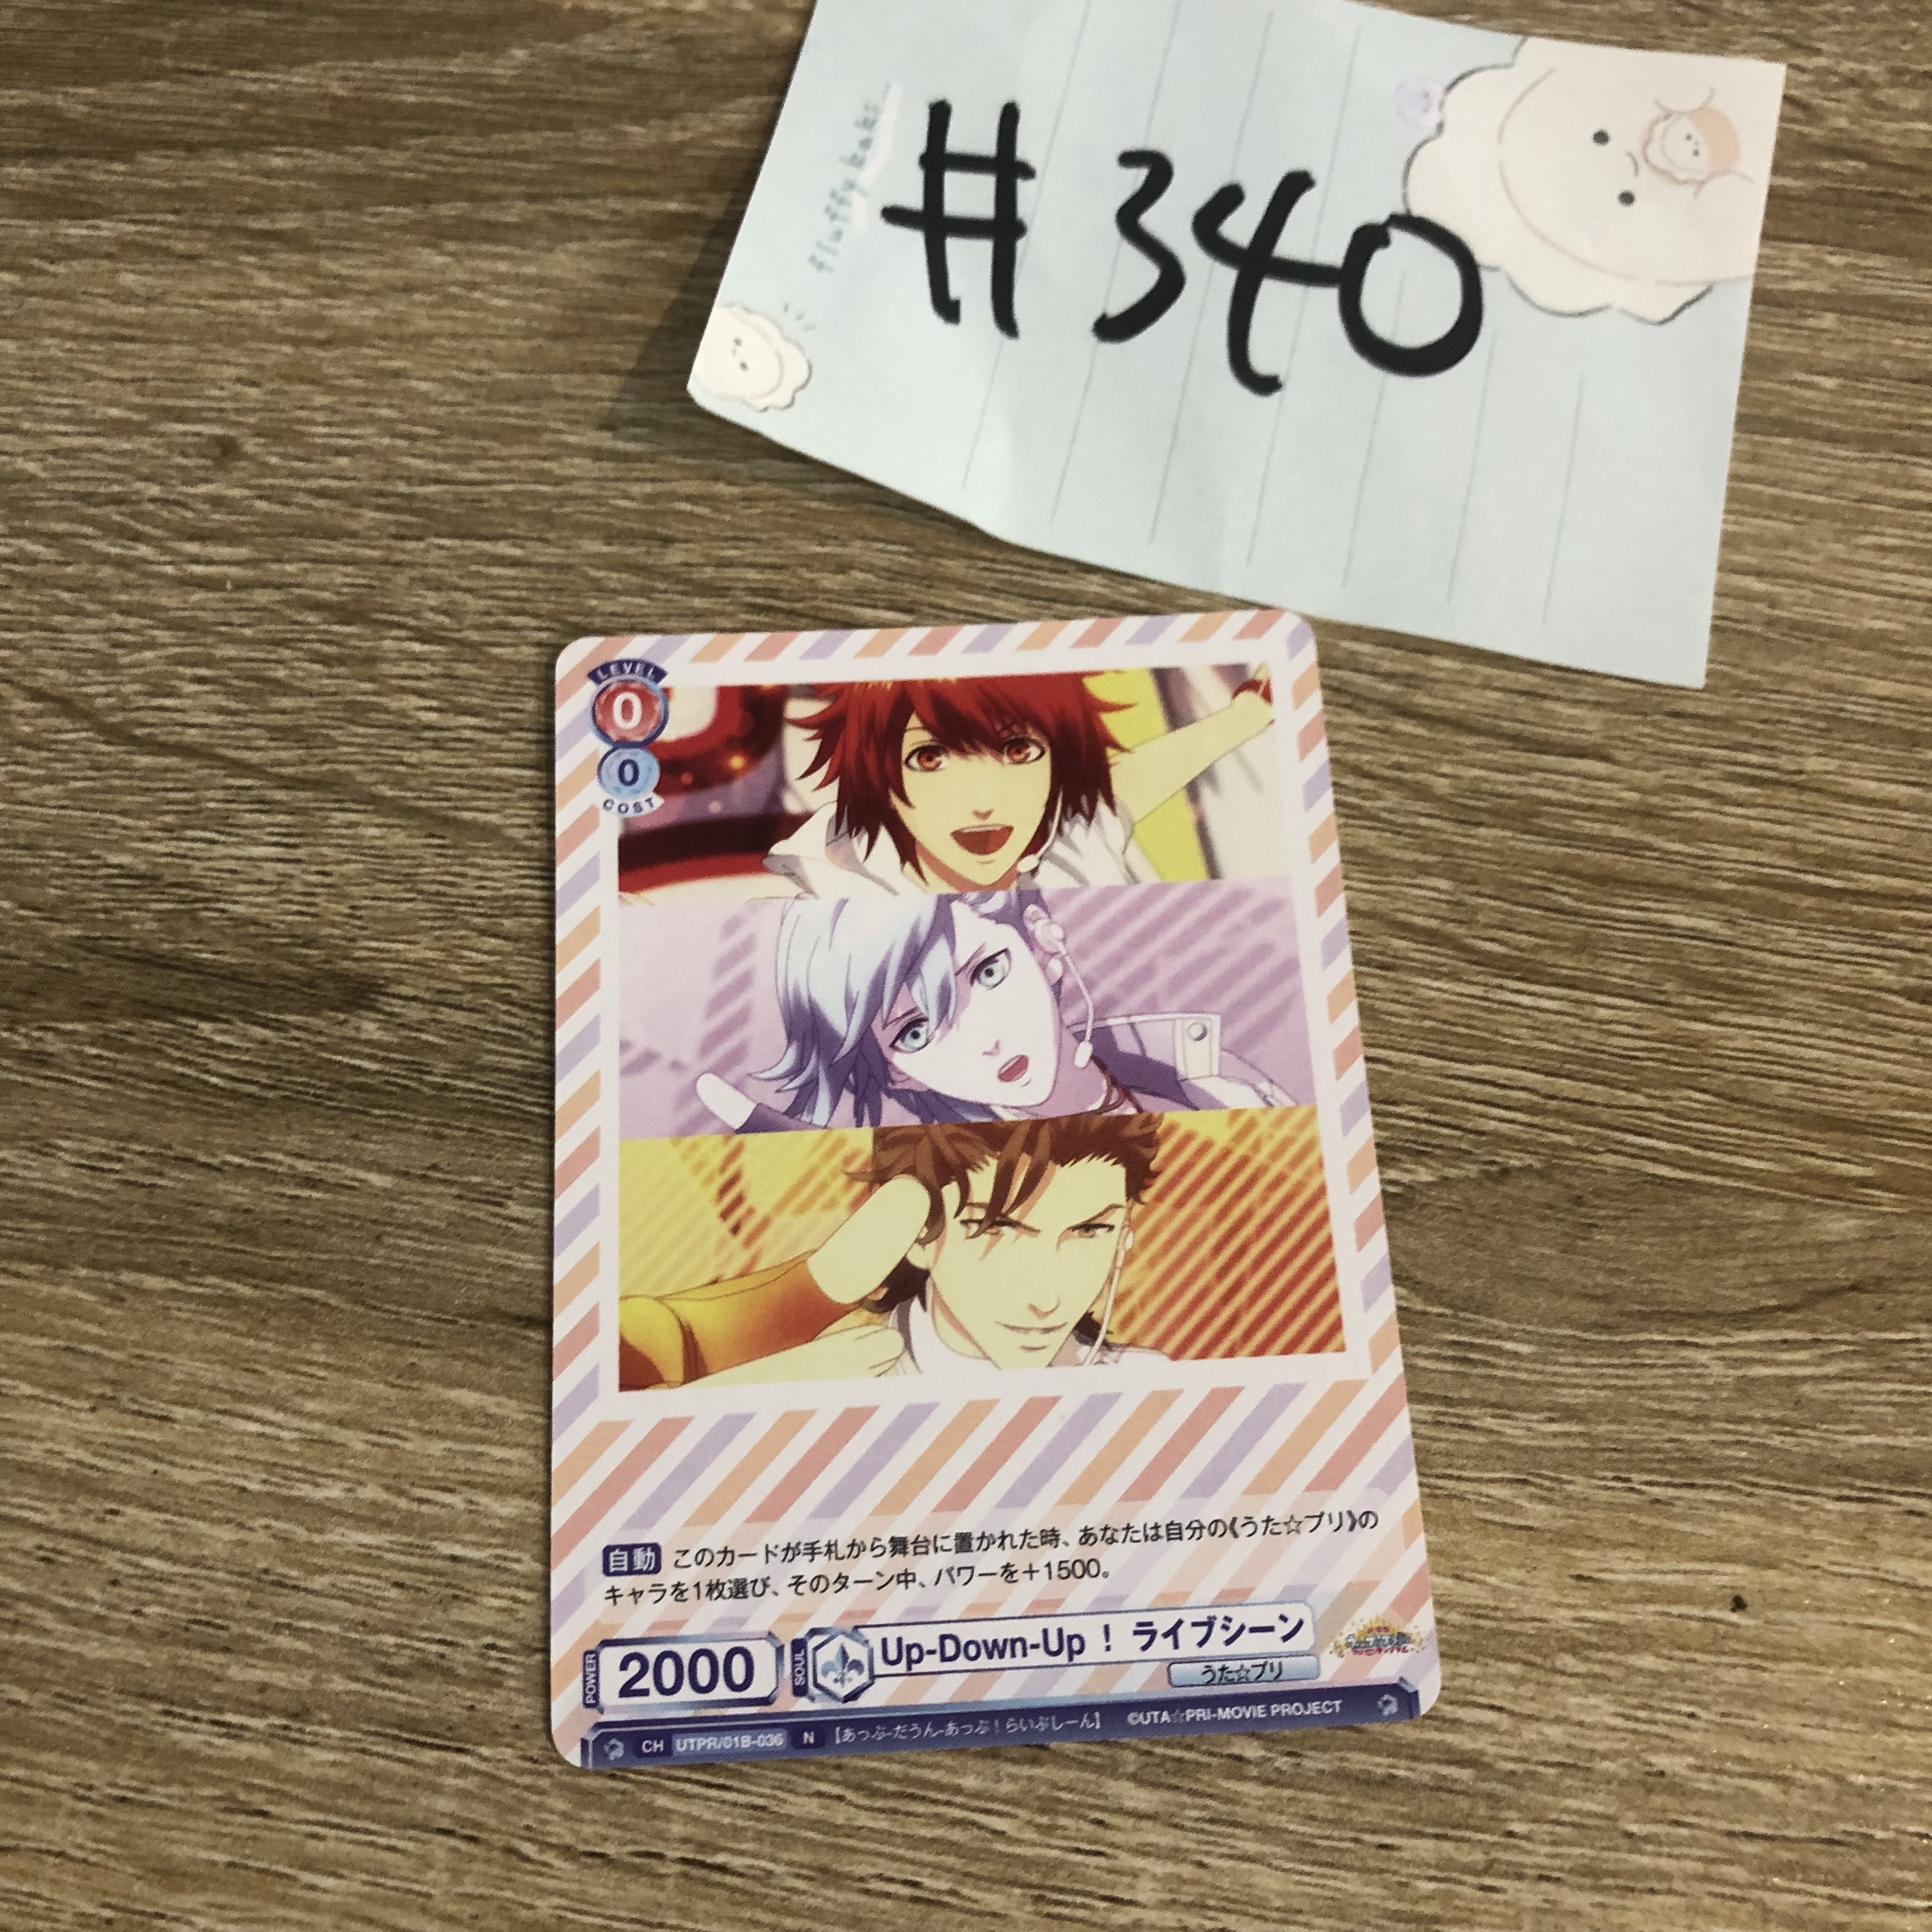 #340
fluffy kaki
LEVEL
0
0
COST
自動 このカードが手札から舞台に置かれた時、あなたは自分の《うた☆プリ》の
キャラを1枚選び、そのターン中、パワーを＋1500。
POWER 2000 SOUL Up-Down-Up！ ライブシーン
うた☆プリ
CH UTPR/01B-036 N 【あっぷ-だうん-あっぷ！らいぶしーん】 ©UTA☆PRI-MOVIE PROJECT